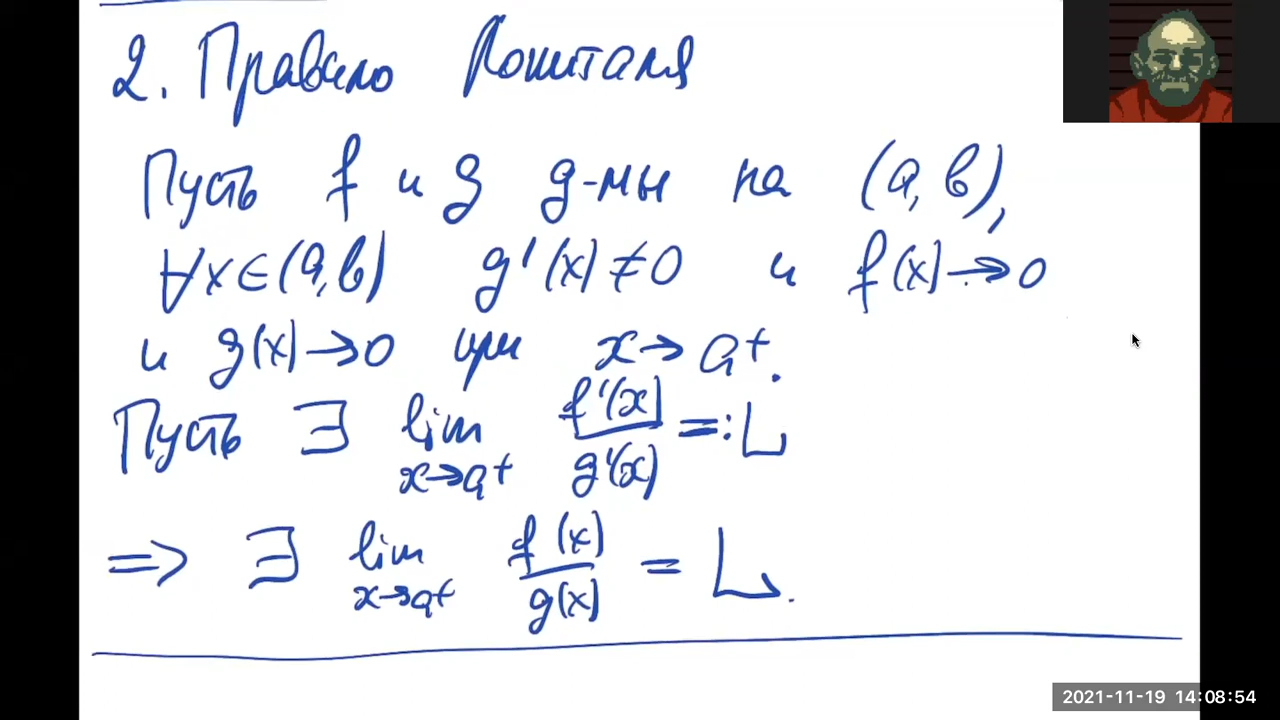 2. Правило Лопиталя
Пусть f и g д-мы на (a, b),
∀x∈(a,b) g'(x)≠0 и f(x)→0
и g(x)→0 при x→a+.
Пусть ∃ lim x→a+ f'(x)/g'(x) =: L
=> ∃ lim x→a+ f(x)/g(x) = L.
2021-11-19 14:08:54